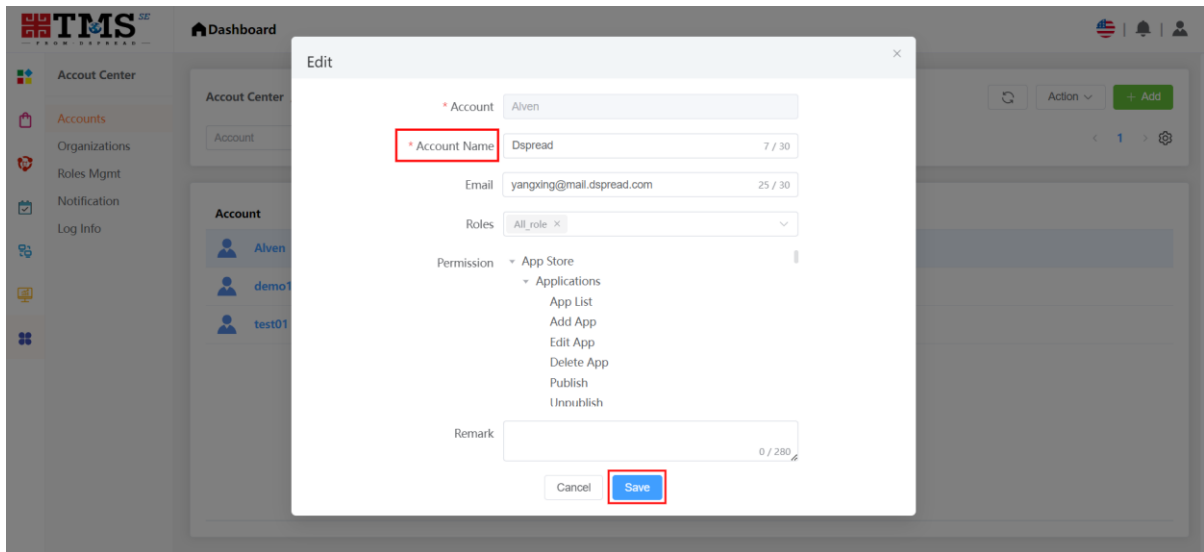 TMS SE
FROM DSPREAD
Dashboard
Accout Center
Accounts
Organizations
Roles Mgmt
Notification
Log Info
Accout Center
Action
+ Add
Account
1
Account
Alven
demo1
test01
Edit
* Account Alven
* Account Name Dspread 7 / 30
Email yangxing@mail.dspread.com 25 / 30
Roles All_role ×
Permission App Store
Applications
App List
Add App
Edit App
Delete App
Publish
Unpublish
Remark
0 / 280
Cancel Save